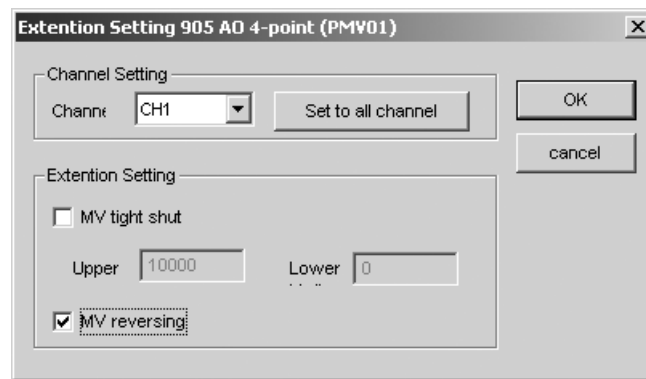 Extention Setting 905 AO 4-point (PMV01)
Channel Setting
Channe CH1 Set to all channel
OK
cancel
Extention Setting
MV tight shut
Upper 10000 Lower 0
MV reversing